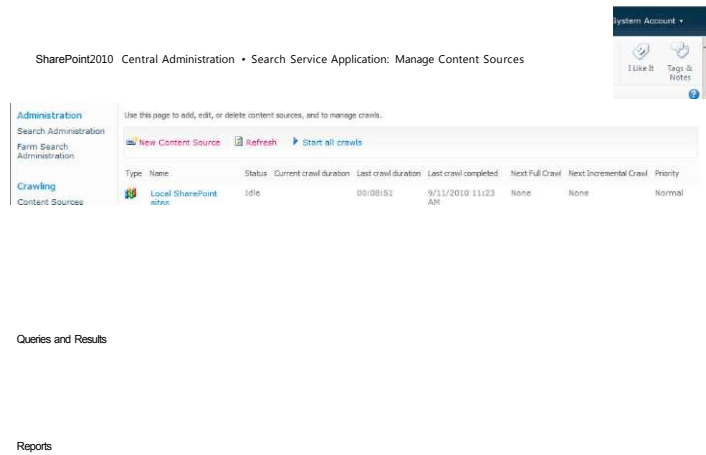 System Account
SharePoint2010 Central Administration • Search Service Application: Manage Content Sources
I Like It
Tags &
Notes
Administration
Search Administration
Farm Search
Administration
Crawling
Content Sources
Use this page to add, edit, or delete content sources, and to manage crawls.
New Content Source Refresh Start all crawls
Type Name Status Current crawl duration Last crawl duration Last crawl completed Next Full Crawl Next Incremental Crawl Priority
Local SharePoint Idle 00:08:51 9/11/2010 11:23 None None Normal
sites AM
Queries and Results
Reports